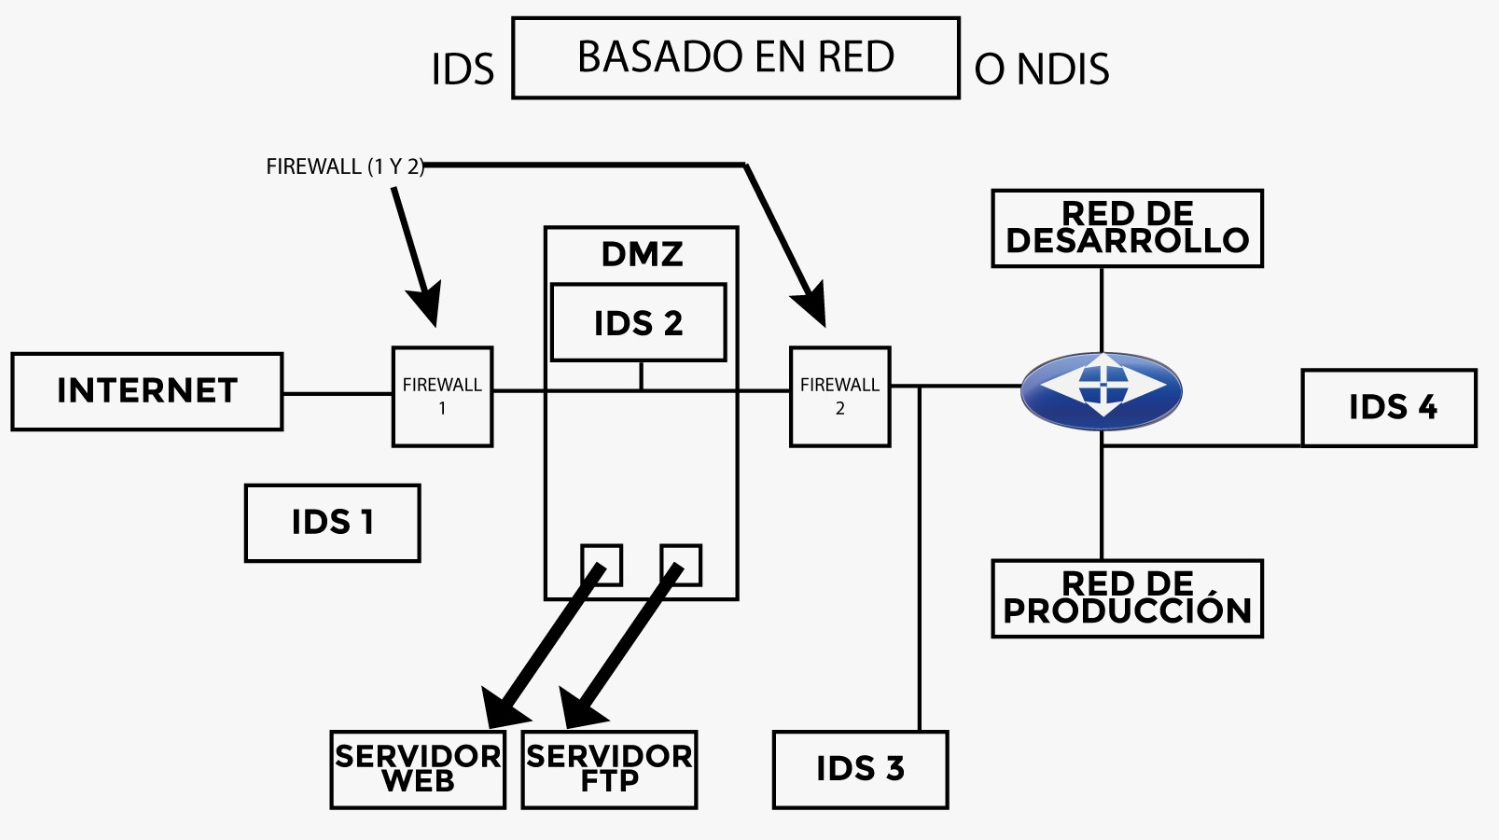 IDS BASADO EN RED O NDIS
FIREWALL (1 Y 2)
RED DE
DESARROLLO
DMZ
IDS 2
INTERNET
FIREWALL
1
FIREWALL
2
IDS 4
IDS 1
RED DE
PRODUCCIÓN
SERVIDOR
WEB
SERVIDOR
FTP
IDS 3